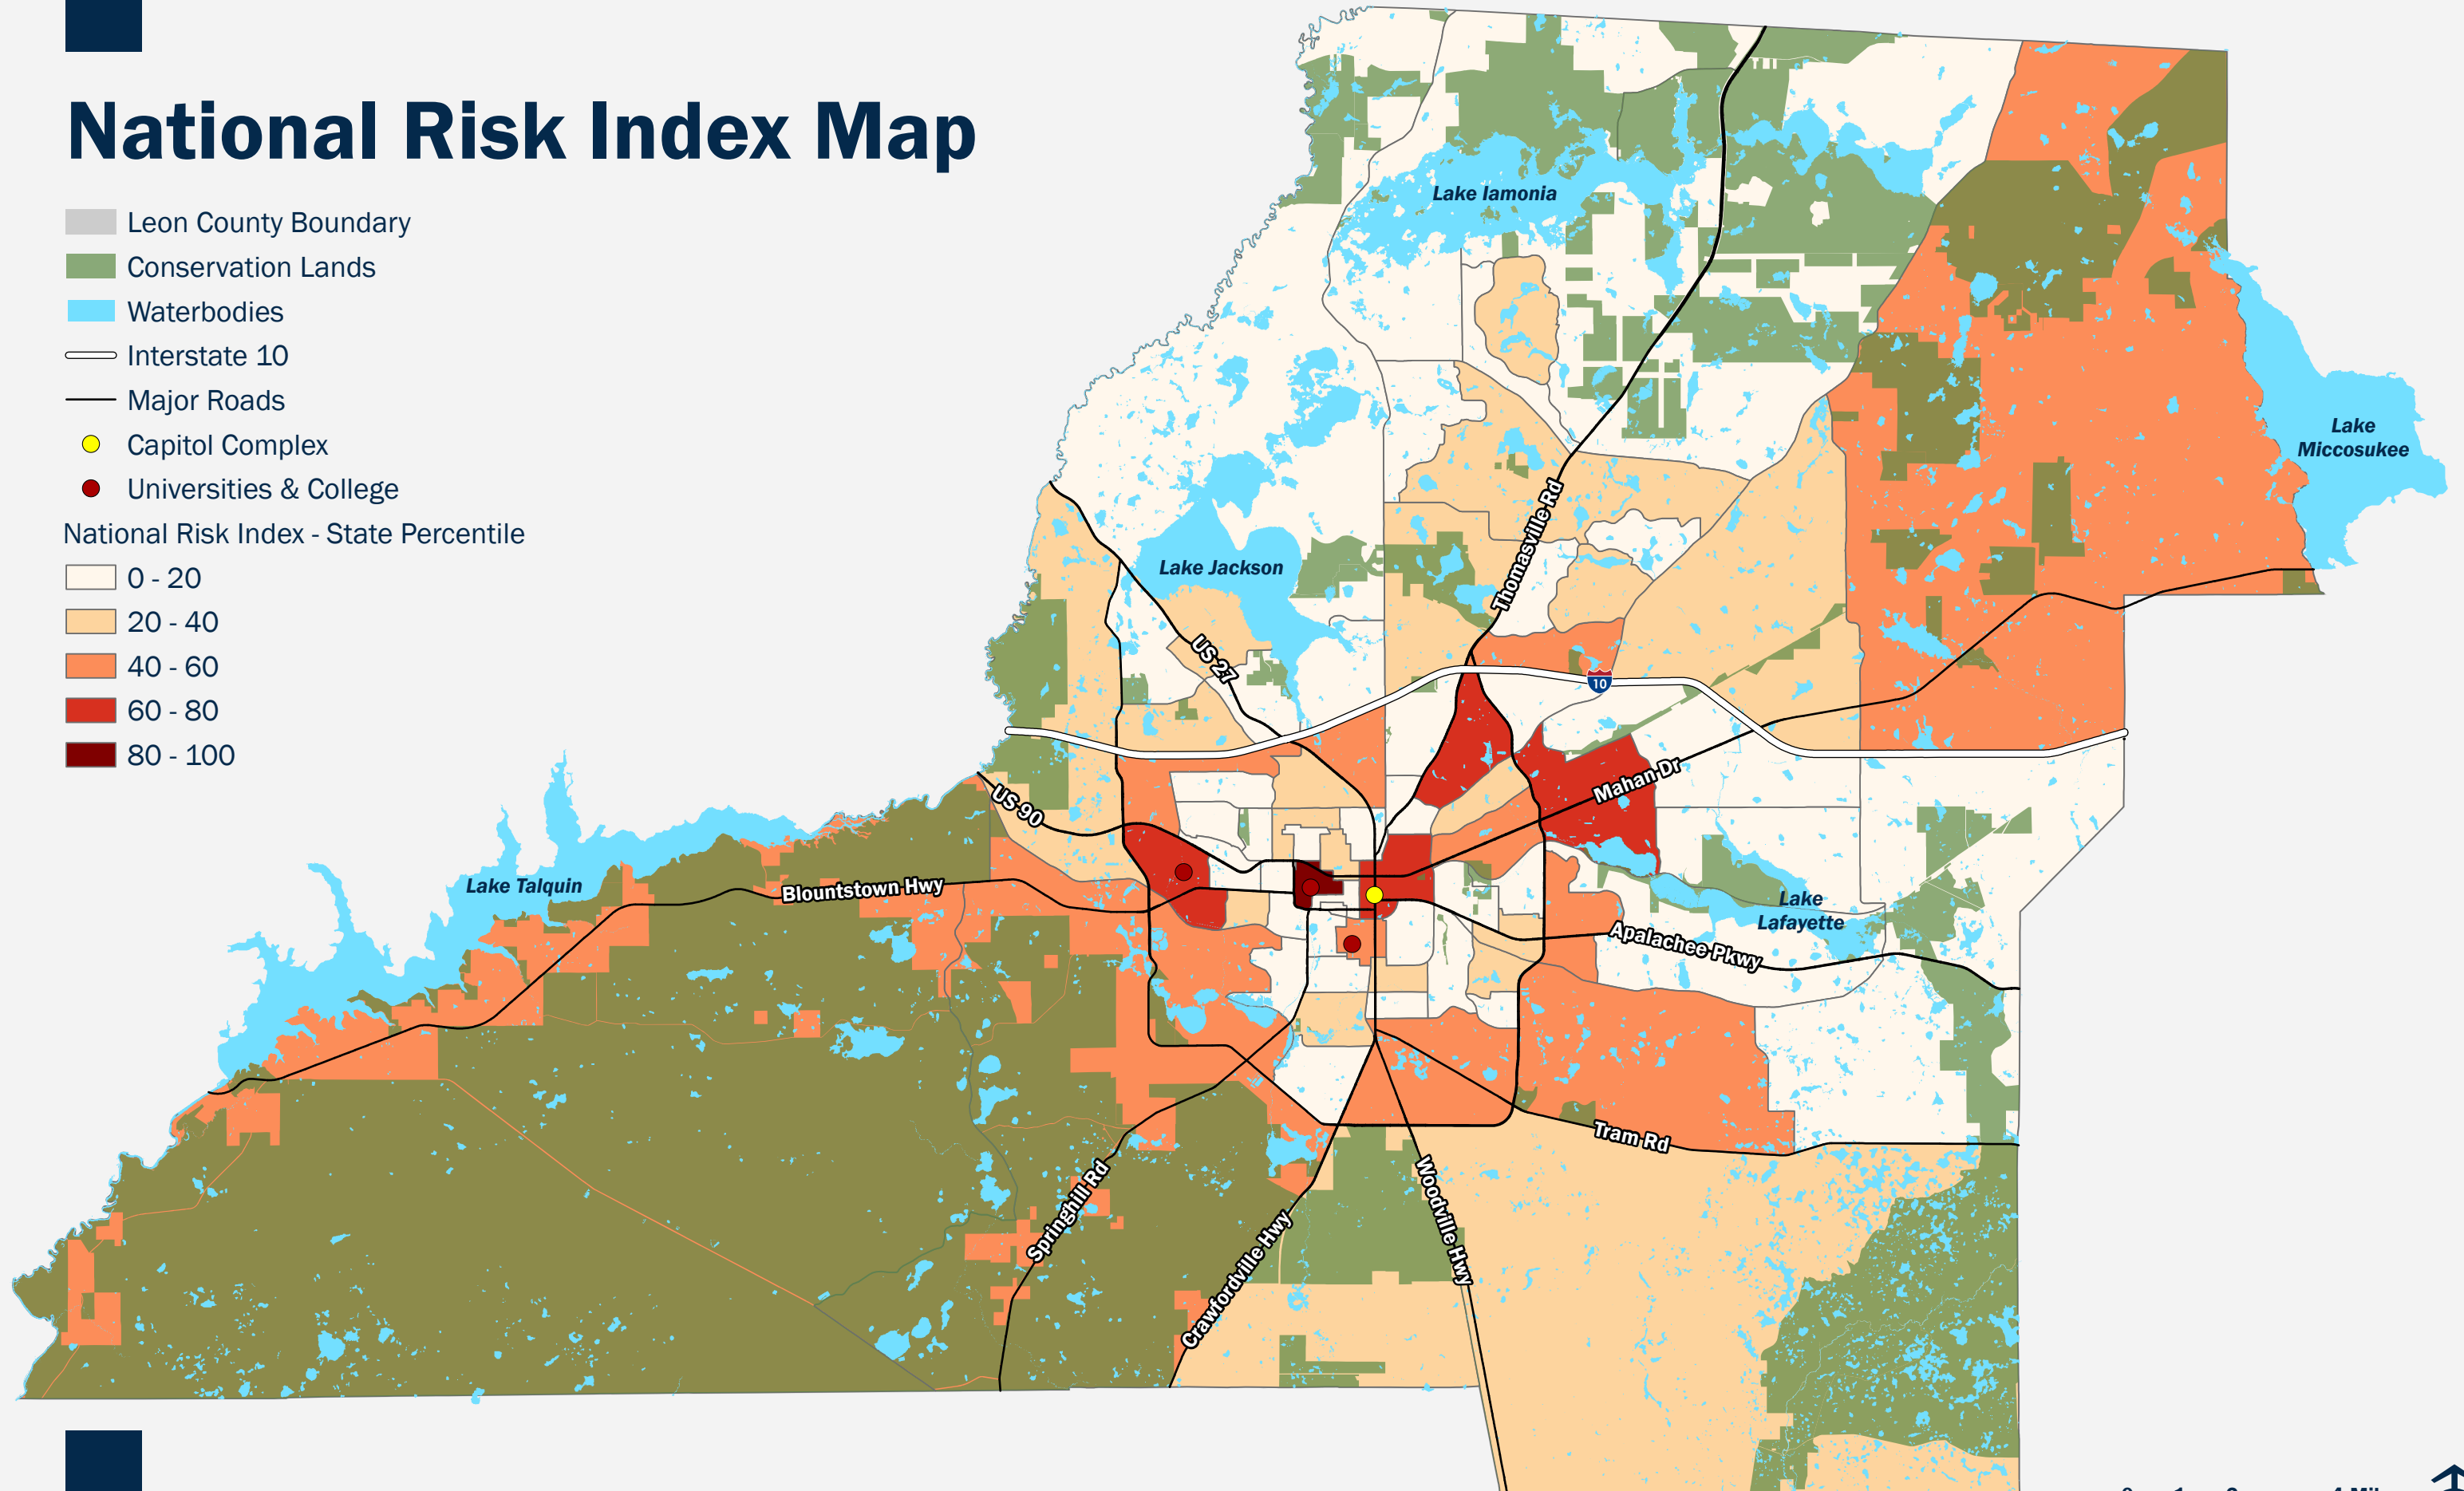 National Risk Index Map
Leon County Boundary
Conservation Lands
Waterbodies
Interstate 10
Major Roads
Capitol Complex
Universities & College
National Risk Index - State Percentile
0 - 20
20 - 40
40 - 60
60 - 80
80 - 100
Lake Iamonia
Lake
Miccosukee
Thomasville Rd
Lake Jackson
US 27
10
Mahan Dr
US 90
Lake Talquin
Blountstown Hwy
Lake
Lafayette
Apalachee Pkwy
Tram Rd
Springhill Rd
Woodville Hwy
Crawfordville Hwy